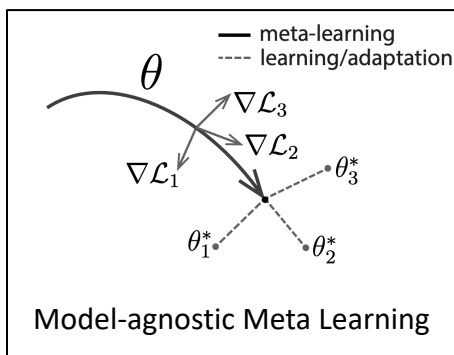 meta-learning
learning/adaptation
θ
∇ℒ₃
∇ℒ₂
∇ℒ₁
θ₃*
θ₁*
θ₂*
Model-agnostic Meta Learning